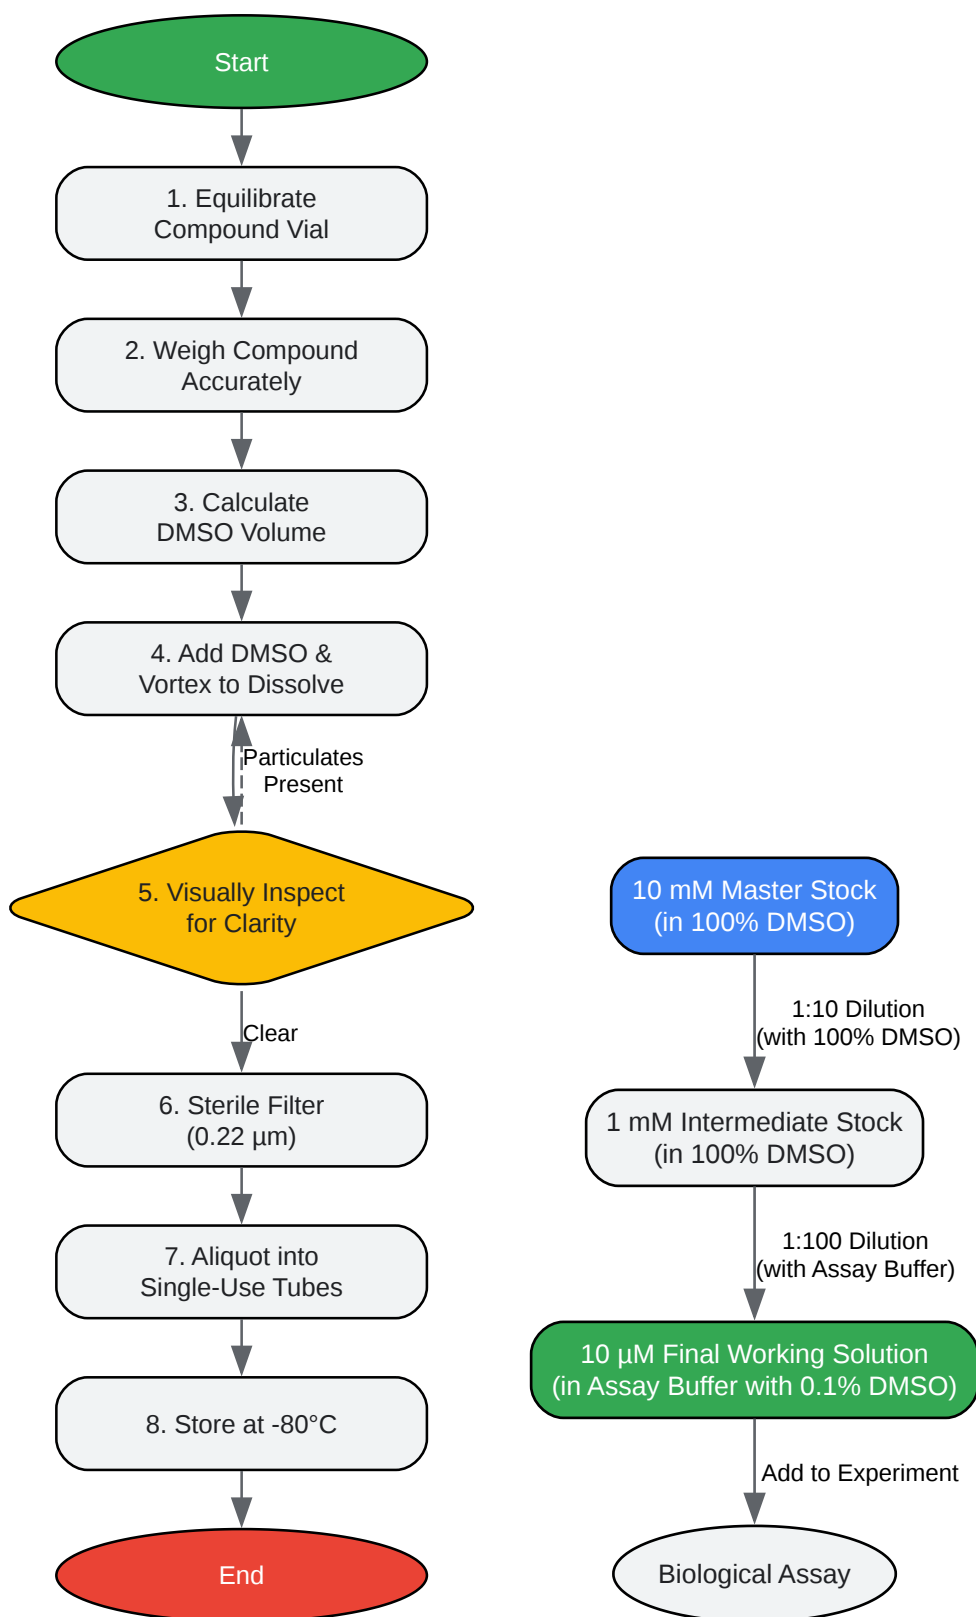 Start
1. Equilibrate
Compound Vial
2. Weigh Compound
Accurately
3. Calculate
DMSO Volume
4. Add DMSO &
Vortex to Dissolve
Particulates
Present
5. Visually Inspect
for Clarity
Clear
6. Sterile Filter
(0.22 µm)
7. Aliquot into
Single-Use Tubes
8. Store at -80°C
End
10 mM Master Stock
(in 100% DMSO)
1:10 Dilution
(with 100% DMSO)
1 mM Intermediate Stock
(in 100% DMSO)
1:100 Dilution
(with Assay Buffer)
10 µM Final Working Solution
(in Assay Buffer with 0.1% DMSO)
Add to Experiment
Biological Assay